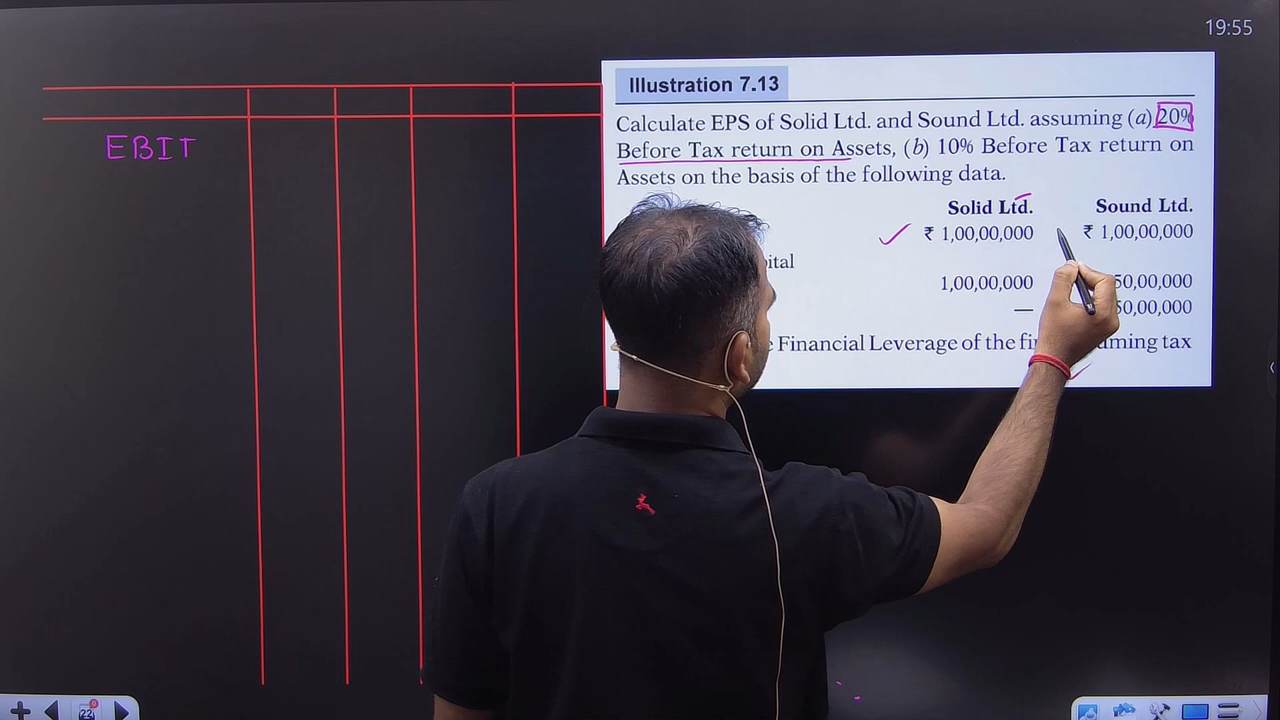 19:55
EBIT
Illustration 7.13
Calculate EPS of Solid Ltd. and Sound Ltd. assuming (a) 20%
Before Tax return on Assets, (b) 10% Before Tax return on
Assets on the basis of the following data.
Solid Ltd. Sound Ltd.
₹ 1,00,00,000 ₹ 1,00,00,000
1,00,00,000 50,00,000
— 50,00,000
Financial Leverage of the tax
22